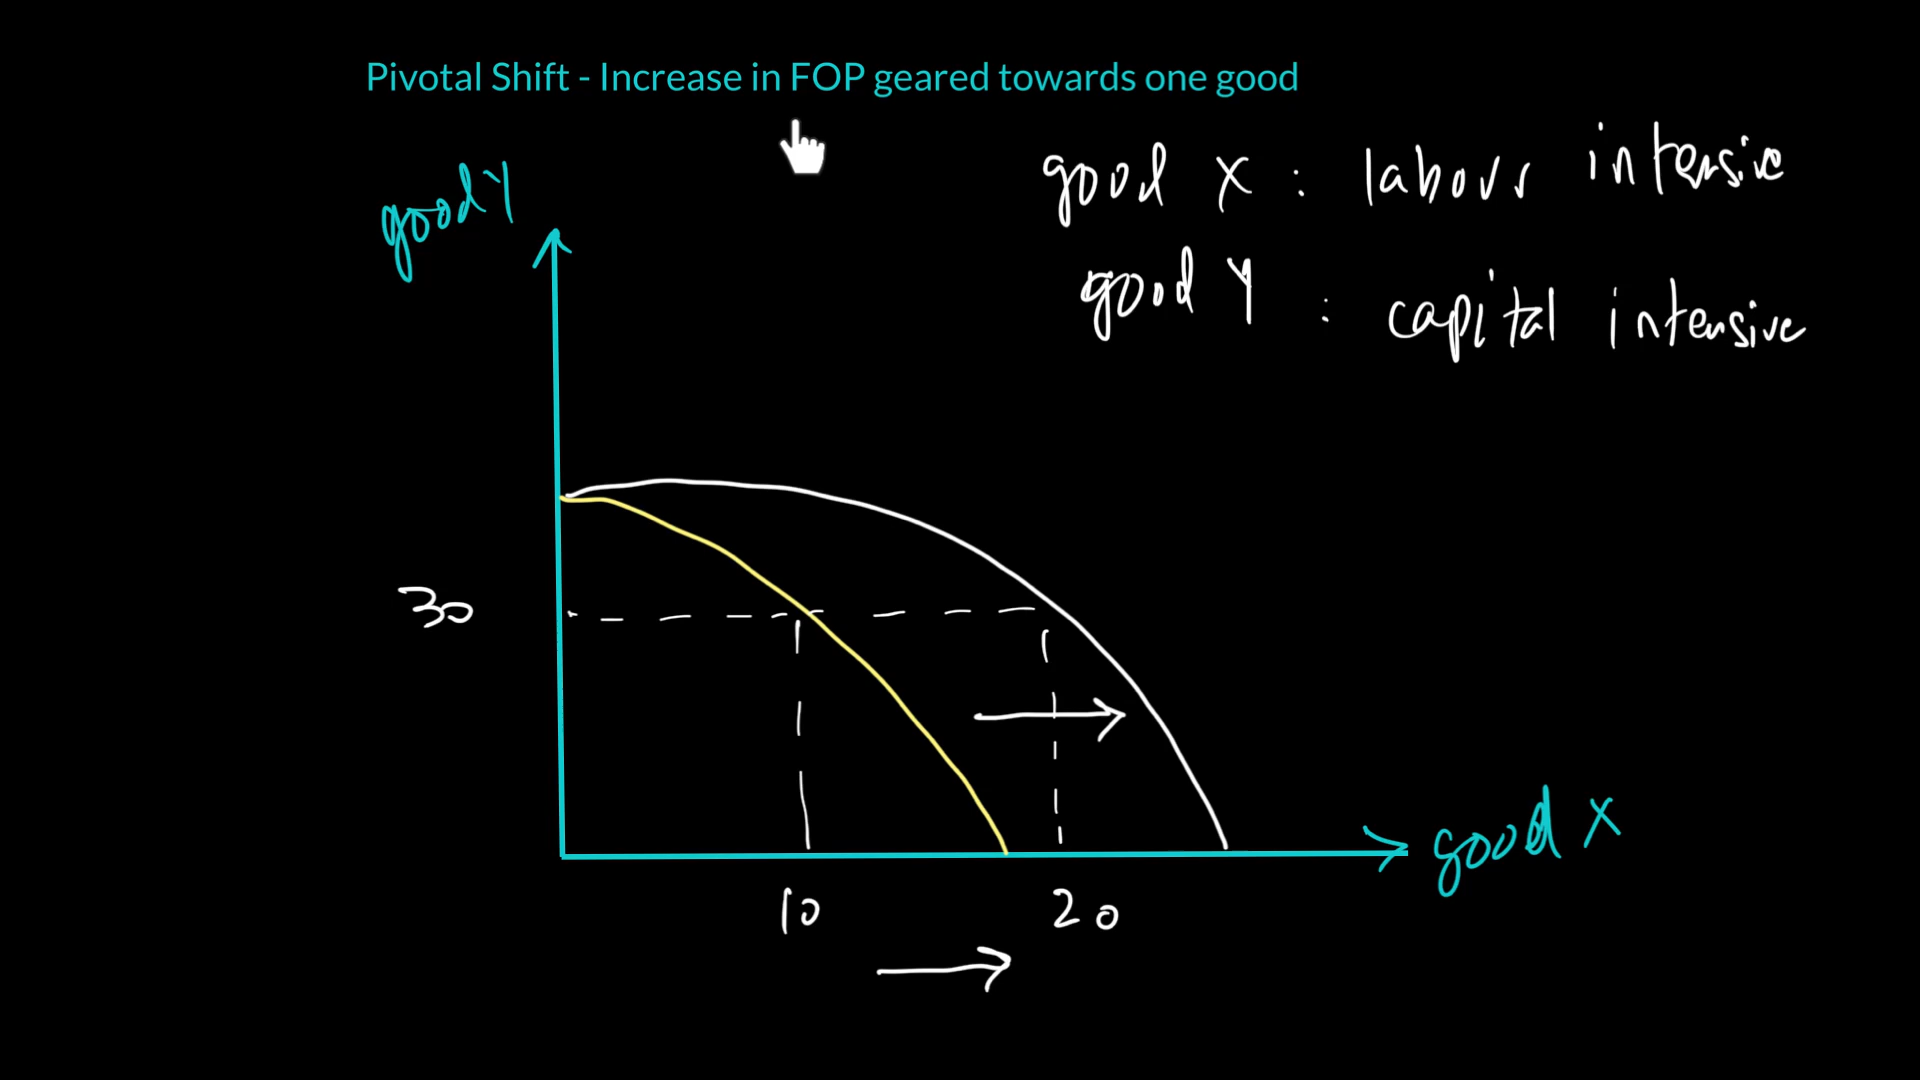 Pivotal Shift - Increase in FOP geared towards one good
good X : labour intensive
good Y : capital intensive
good Y
30
good X
10 20